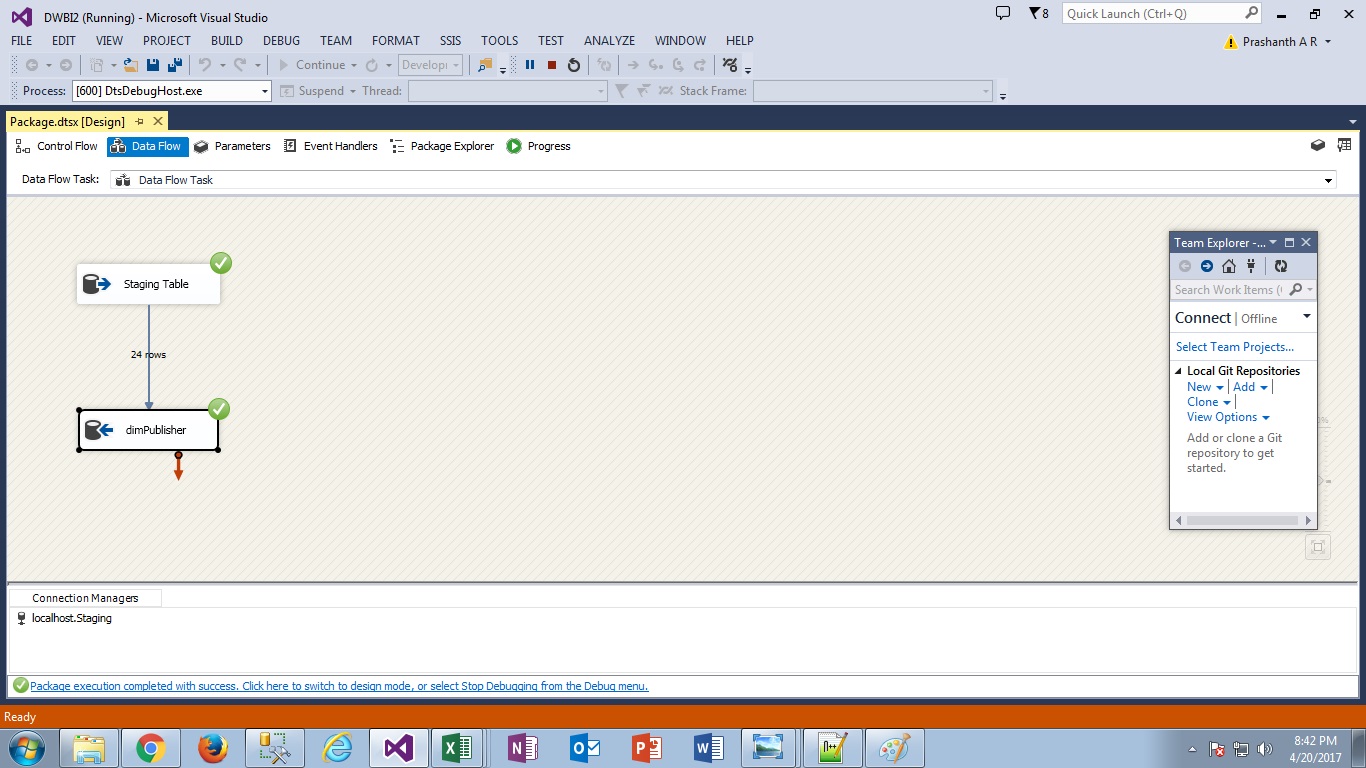 DWBI2 (Running) - Microsoft Visual Studio
8
Quick Launch (Ctrl+Q)
FILE EDIT VIEW PROJECT BUILD DEBUG TEAM FORMAT SSIS TOOLS TEST ANALYZE WINDOW HELP
Prashanth A R
Continue
Developi
Process: [600] DtsDebugHost.exe Suspend Thread: Stack Frame:
Package.dtsx [Design]
Control Flow Data Flow Parameters Event Handlers Package Explorer Progress
Data Flow Task: Data Flow Task
Staging Table
24 rows
dimPublisher
Team Explorer -...
Search Work Items (
Connect | Offline
Select Team Projects...
Local Git Repositories
New | Add |
Clone |
View Options
Add or clone a Git
repository to get
started.
Connection Managers
localhost.Staging
Package execution completed with success. Click here to switch to design mode, or select Stop Debugging from the Debug menu.
Ready
8:42 PM
4/20/2017